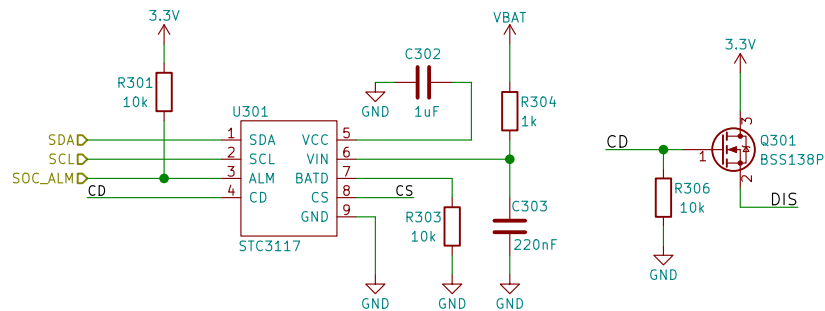 3.3V
R301
10k
U301
SDA
SCL
SOC_ALM
CD
1
2
3
4
SDA
SCL
ALM
CD
VCC
VIN
BATD
CS
GND
5
6
7
8
9
STC3117
C302
1uF
GND
VBAT
R304
1k
CS
R303
10k
C303
220nF
GND
GND
GND
3.3V
CD
1
3
2
Q301
BSS138P
DIS
R306
10k
GND